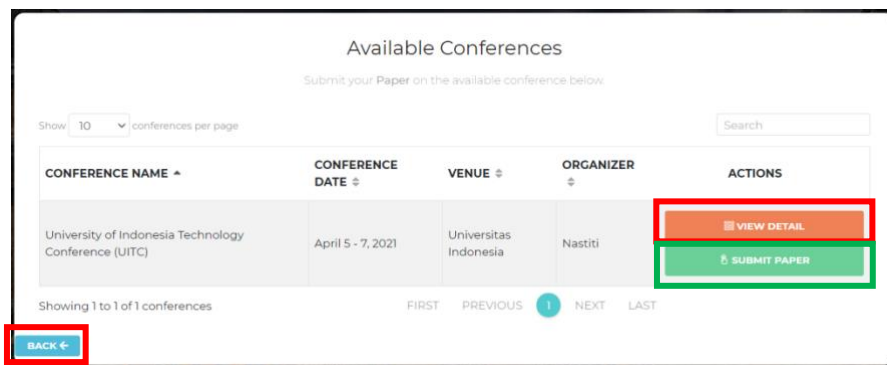 Available Conferences
Submit your Paper on the available conference below.
Show 10 conferences per page
Search
CONFERENCE NAME
CONFERENCE DATE
VENUE
ORGANIZER
ACTIONS
University of Indonesia Technology
Conference (UITC)
April 5 - 7, 2021
Universitas
Indonesia
Nastiti
VIEW DETAIL
SUBMIT PAPER
Showing 1 to 1 of 1 conferences
FIRST PREVIOUS 1 NEXT LAST
BACK